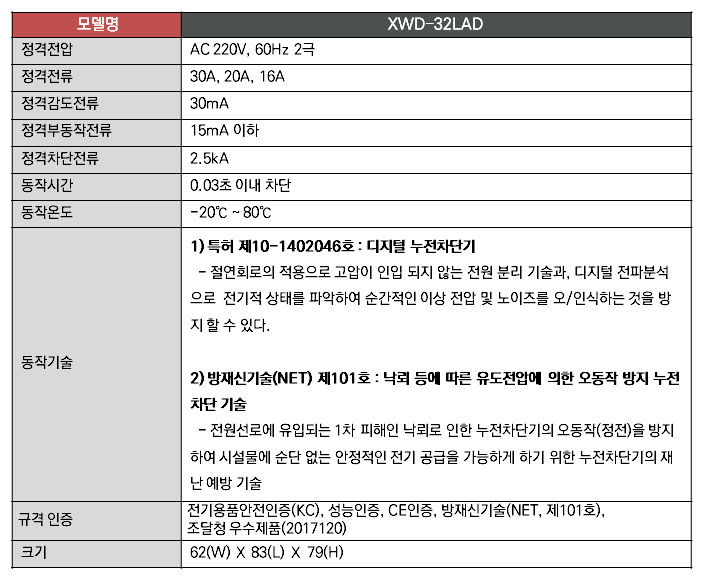 모델명 XWD-32LAD
정격전압 AC 220V, 60Hz 2극
정격전류 30A, 20A, 16A
정격감도전류 30mA
정격부동작전류 15mA 이하
정격차단전류 2.5kA
동작시간 0.03초 이내 차단
동작온도 -20℃ ~ 80℃
동작기술
1) 특허 제10-1402046호 : 디지털 누전차단기
- 절연회로의 적용으로 고압이 인입 되지 않는 전원 분리 기술과, 디지털 전파분석
으로 전기적 상태를 파악하여 순간적인 이상 전압 및 노이즈를 오/인식하는 것을 방
지 할 수 있다.
2) 방재신기술(NET) 제101호 : 낙뢰 등에 따른 유도전압에 의한 오동작 방지 누전
차단 기술
- 전원선로에 유입되는 1차 피해인 낙뢰로 인한 누전차단기의 오동작(정전)을 방지
하여 시설물에 순단 없는 안정적인 전기 공급을 가능하게 하기 위한 누전차단기의 재
난 예방 기술
규격 인증 전기용품안전인증(KC), 성능인증, CE인증, 방재신기술(NET, 제101호),
조달청 우수제품(2017120)
크기 62(W) X 83(L) X 79(H)